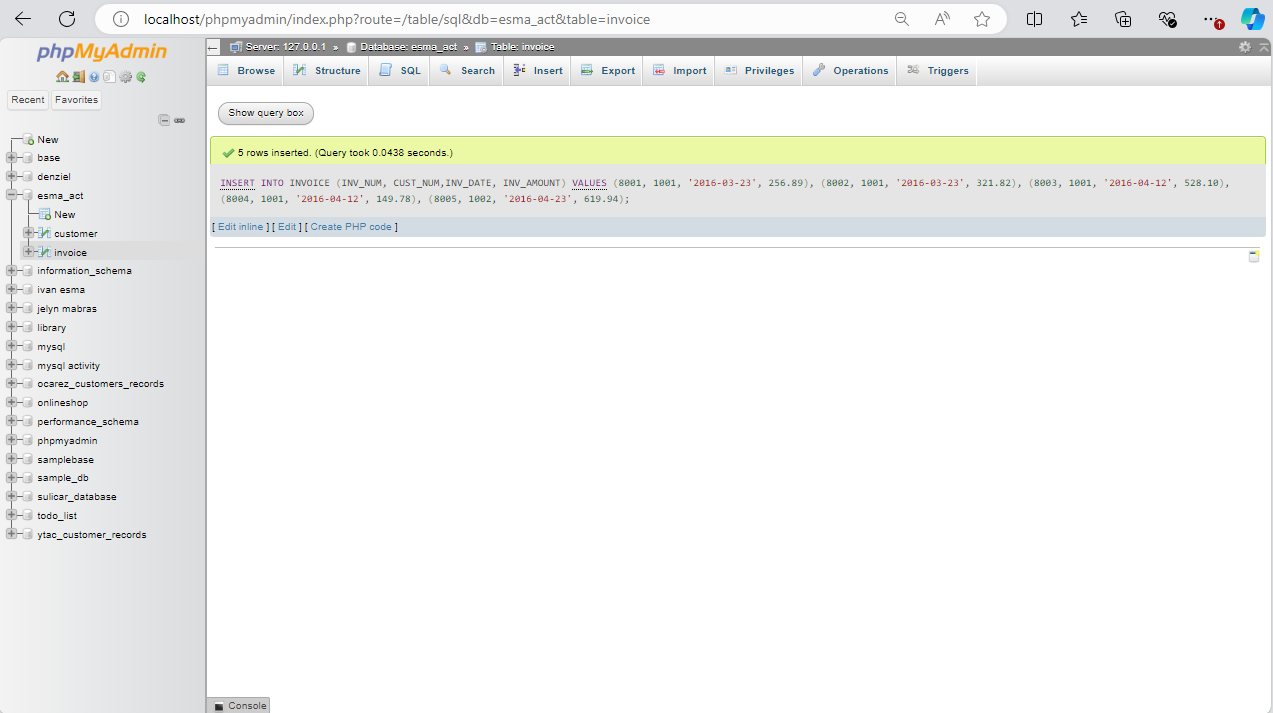 localhost/phpmyadmin/index.php?route=/table/sql&db=esma_act&table=invoice
phpMyAdmin
Recent Favorites
New
base
denziel
esma_act
New
customer
invoice
information_schema
ivan esma
jelyn mabras
library
mysql
mysql activity
ocarez_customers_records
onlineshop
performance_schema
phpmyadmin
samplebase
sample_db
sulicar_database
todo_list
ytac_customer_records
Server: 127.0.0.1 » Database: esma_act » Table: invoice
Browse Structure SQL Search Insert Export Import Privileges Operations Triggers
Show query box
5 rows inserted. (Query took 0.0438 seconds.)
INSERT INTO INVOICE (INV_NUM, CUST_NUM,INV_DATE, INV_AMOUNT) VALUES (8001, 1001, '2016-03-23', 256.89), (8002, 1001, '2016-03-23', 321.82), (8003, 1001, '2016-04-12', 528.10),
(8004, 1001, '2016-04-12', 149.78), (8005, 1002, '2016-04-23', 619.94);
[ Edit inline ] [ Edit ] [ Create PHP code ]
Console